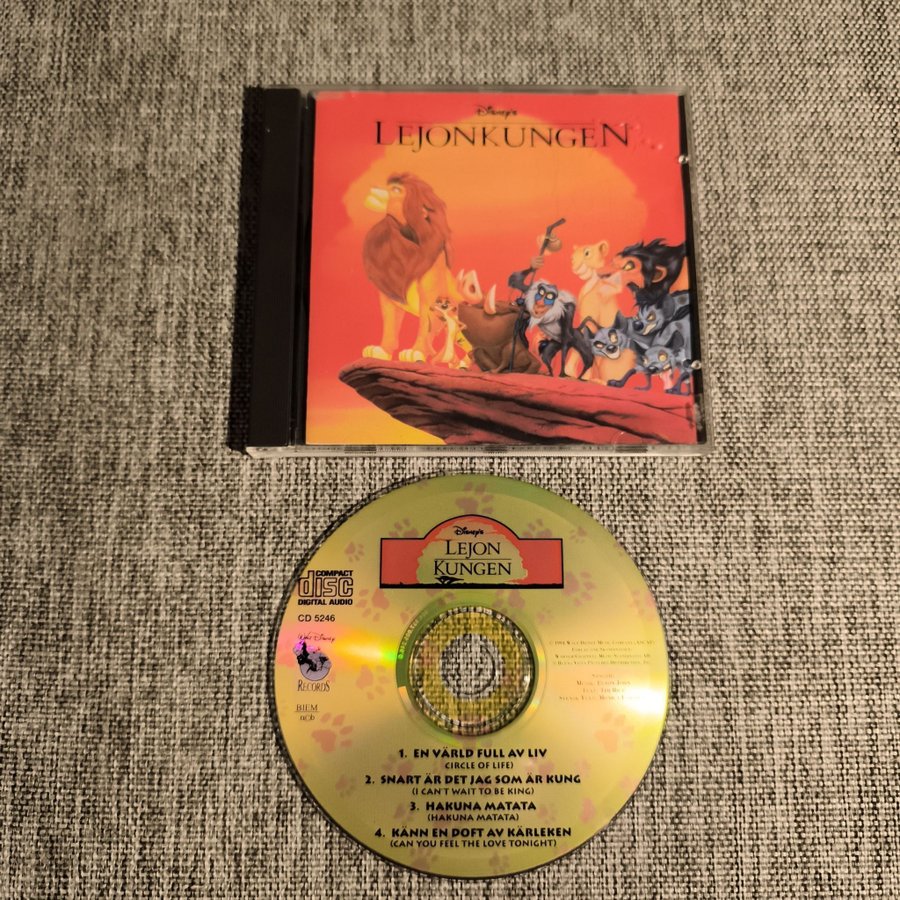 Disney's
LEJONKUNGEN
Disney's
LEJON
KUNGEN
COMPACT
disc
DIGITAL AUDIO
CD 5246
Walt Disney
RECORDS
BIEM
n©b
1. EN VÄRLD FULL AV LIV
CIRCLE OF LIFE)
2. SNART ÄR DET JAG SOM ÄR KUNG
(I CAN'T WAIT TO BE KING)
3. HAKUNA MATATA
(HAKUNA MATATA)
4. KÄNN EN DOFT AV KÄRLEKEN
(CAN YOU FEEL THE LOVE TONIGHT)